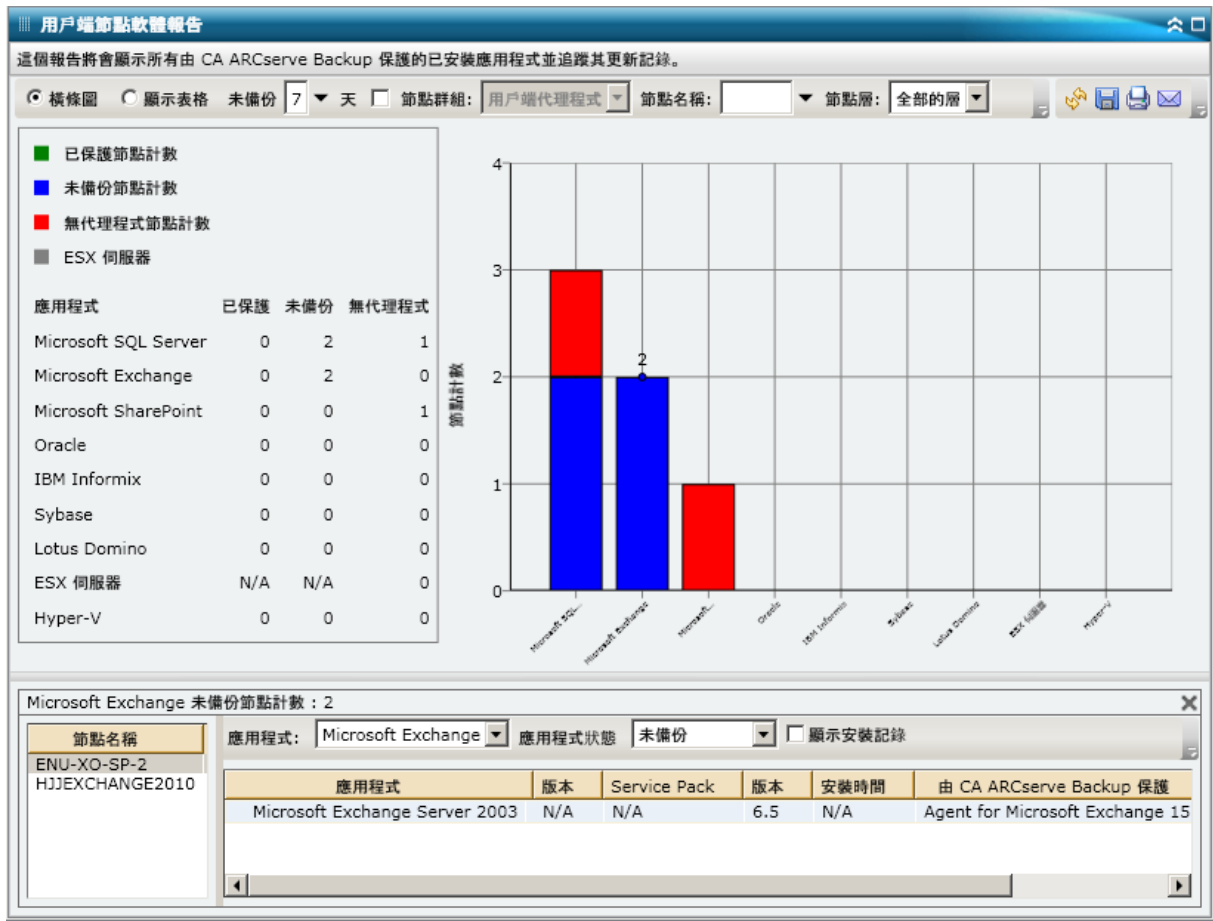 用戶端節點軟體報告
這個報告將會顯示所有由 CA ARCserve Backup 保護的已安裝應用程式並追蹤其更新記錄。
橫條圖 顯示表格 未備份 7 天 節點群組: 用戶端代理程式 節點名稱: 節點層: 全部的層
已保護節點計數
未備份節點計數
無代理程式節點計數
ESX 伺服器
應用程式 已保護 未備份 無代理程式
Microsoft SQL Server 0 2 1
Microsoft Exchange 0 2 0
Microsoft SharePoint 0 0 1
Oracle 0 0 0
IBM Informix 0 0 0
Sybase 0 0 0
Lotus Domino 0 0 0
ESX 伺服器 N/A N/A 0
Hyper-V 0 0 0
節點計數
4
3
2
1
0
2
Microsoft SQL...
Microsoft Exchange
Microsoft...
Oracle
IBM Informix
Sybase
Lotus Domino
ESX 伺服器
Hyper-V
Microsoft Exchange 未備份節點計數 : 2
節點名稱
ENU-XO-SP-2
HJJEXCHANGE2010
應用程式: Microsoft Exchange 應用程式狀態 未備份 顯示安裝記錄
應用程式 版本 Service Pack 版本 安裝時間 由 CA ARCserve Backup 保護
Microsoft Exchange Server 2003 N/A N/A 6.5 N/A Agent for Microsoft Exchange 15